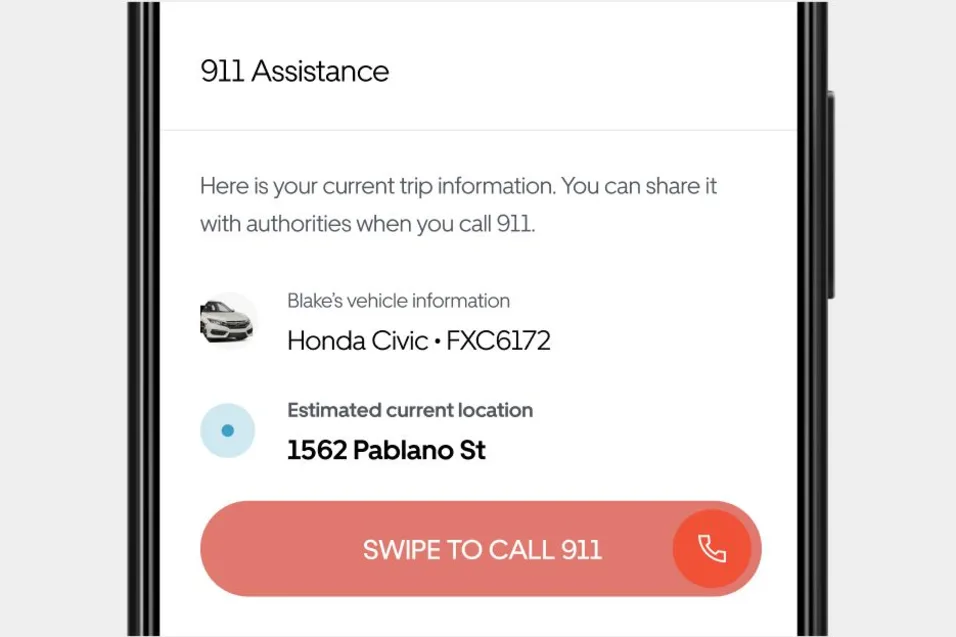 911 Assistance
Here is your current trip information. You can share it
with authorities when you call 911.
Blake's vehicle information
Honda Civic • FXC6172
Estimated current location
1562 Pablano St
SWIPE TO CALL 911